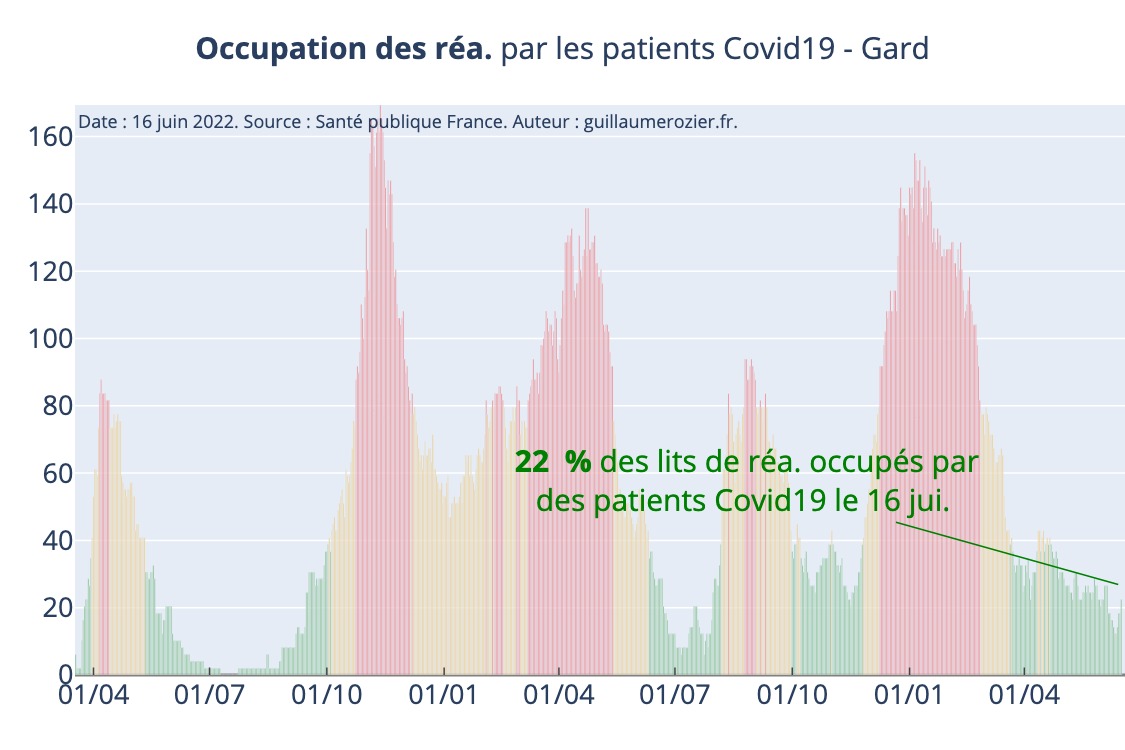 Occupation des réa. par les patients Covid19 - Gard
Date : 16 juin 2022. Source : Santé publique France. Auteur : guillaumerozier.fr.
160
140
120
100
80
60
40
20
0
22  % des lits de réa. occupés par
des patients Covid19 le 16 jui.
01/04 01/07 01/10 01/01 01/04 01/07 01/10 01/01 01/04